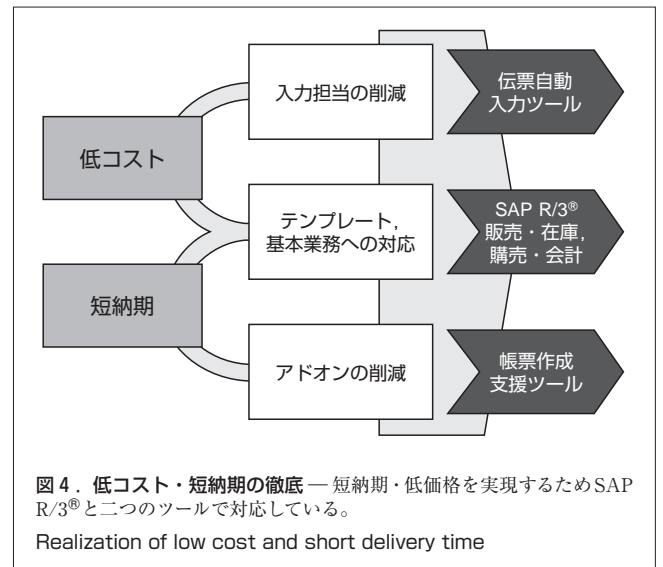 入力担当の削減
伝票自動
入力ツール
低コスト
テンプレート,
基本業務への対応
SAP R/3®
販売・在庫,
購売・会計
短納期
アドオンの削減
帳票作成
支援ツール
図4．低コスト・短納期の徹底 — 短納期・低価格を実現するためSAP
R/3®と二つのツールで対応している。
Realization of low cost and short delivery time